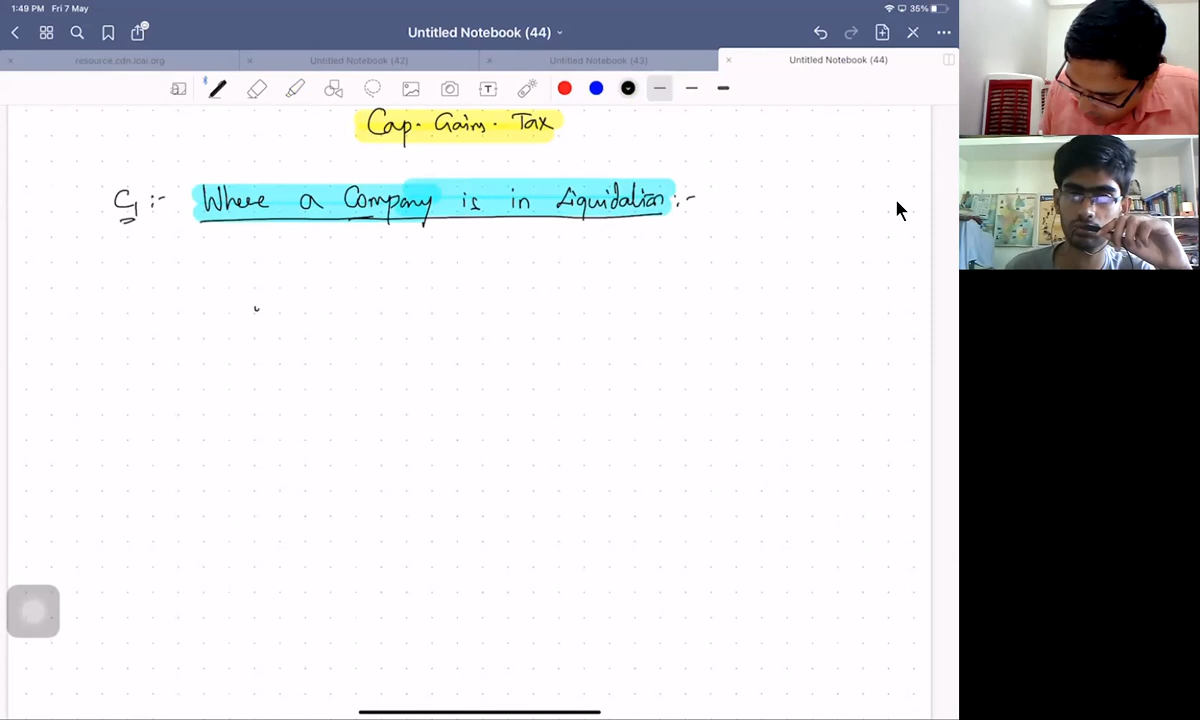 1:49 PM Fri 7 May
35%
Untitled Notebook (44)
resource.cdn.icai.org
Untitled Notebook (42)
Untitled Notebook (43)
Untitled Notebook (44)
T
Cap. Gains. Tax
G :- Where a Company is in Liquidation :-